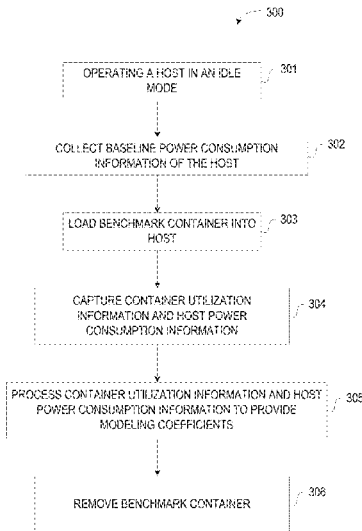 300
OPERATING A HOST IN AN IDLE
MODE
301
COLLECT BASELINE POWER CONSUMPTION
INFORMATION OF THE HOST
302
LOAD BENCHMARK CONTAINER INTO
HOST
303
CAPTURE CONTAINER UTILIZATION
INFORMATION AND HOST POWER
CONSUMPTION INFORMATION
304
PROCESS CONTAINER UTILIZATION INFORMATION AND HOST
POWER CONSUMPTION INFORMATION TO PROVIDE
MODELING COEFFICIENTS
305
REMOVE BENCHMARK CONTAINER
306